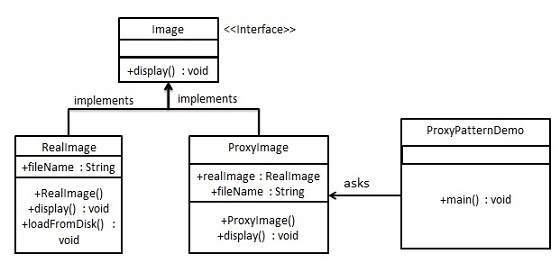 Image
<<Interface>>
+display() : void
implements
implements
RealImage
+fileName : String
+RealImage()
+display() : void
+loadFromDisk() :
void
ProxyImage
+realImage : RealImage
+fileName : String
+ProxyImage()
+display() : void
asks
ProxyPatternDemo
+main() : void